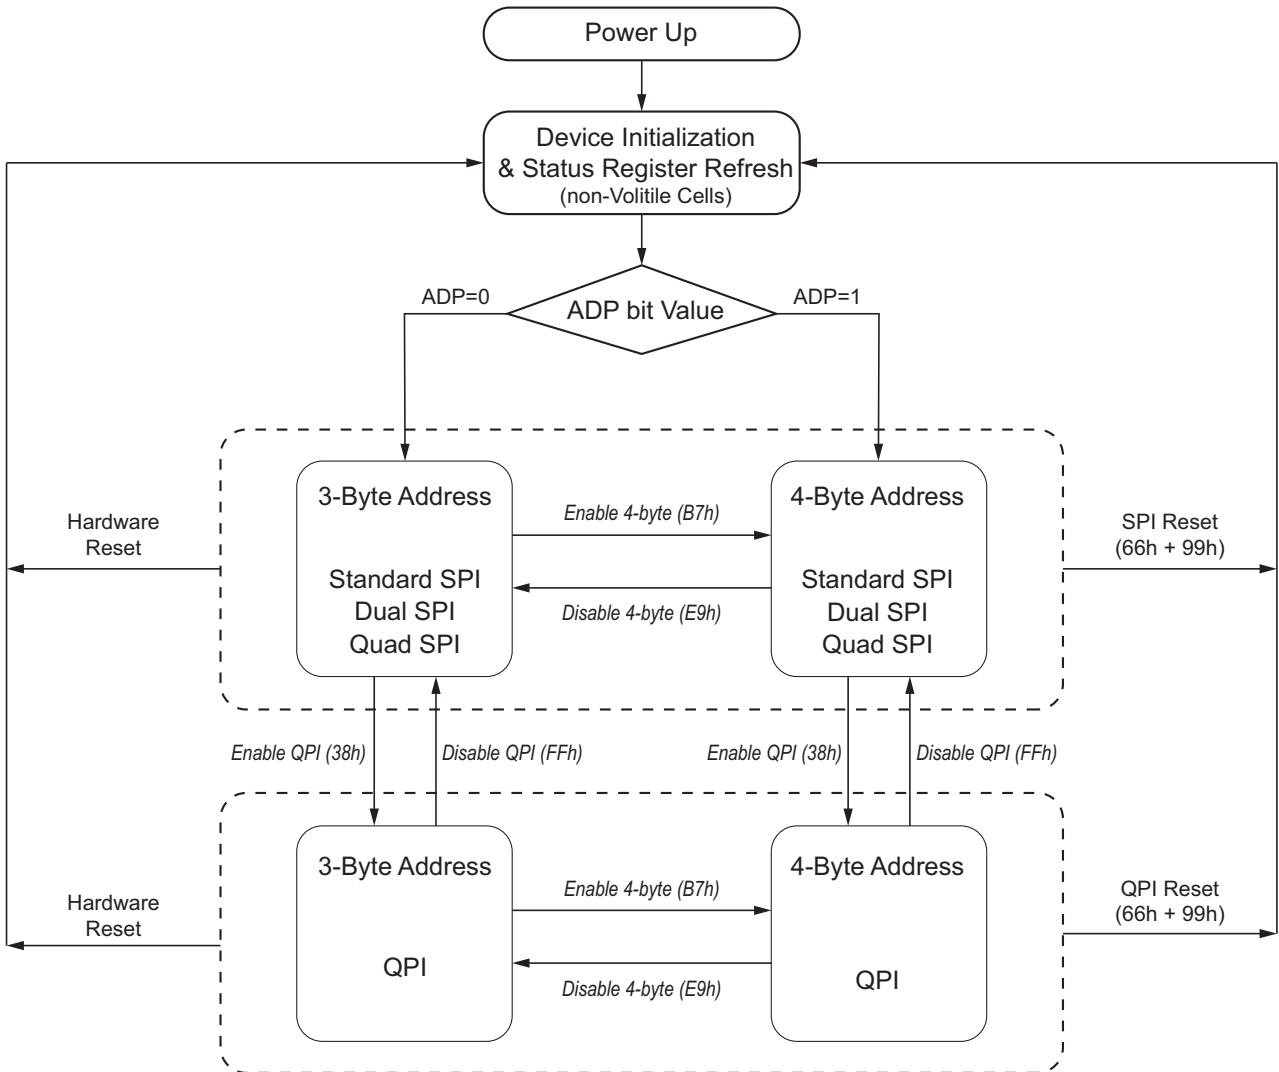 Power Up
Device Initialization
& Status Register Refresh
(non-Volitile Cells)
ADP=0
ADP bit Value
ADP=1
3-Byte Address
Standard SPI
Dual SPI
Quad SPI
Enable 4-byte (B7h)
Disable 4-byte (E9h)
4-Byte Address
Standard SPI
Dual SPI
Quad SPI
Hardware
Reset
SPI Reset
(66h + 99h)
Enable QPI (38h)
Disable QPI (FFh)
Enable QPI (38h)
Disable QPI (FFh)
3-Byte Address
QPI
Enable 4-byte (B7h)
Disable 4-byte (E9h)
4-Byte Address
QPI
Hardware
Reset
QPI Reset
(66h + 99h)